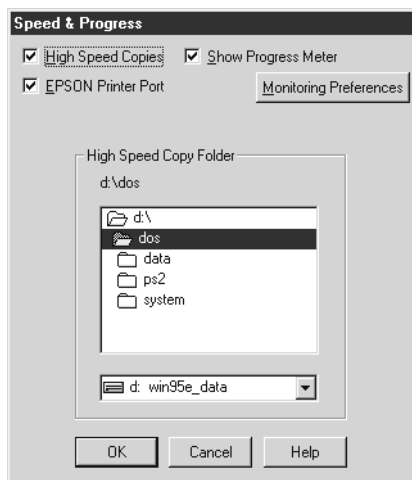 Speed & Progress
High Speed Copies Show Progress Meter
EPSON Printer Port Monitoring Preferences
High Speed Copy Folder
d:\dos
d:\
dos
data
ps2
system
d: win95e_data
OK Cancel Help